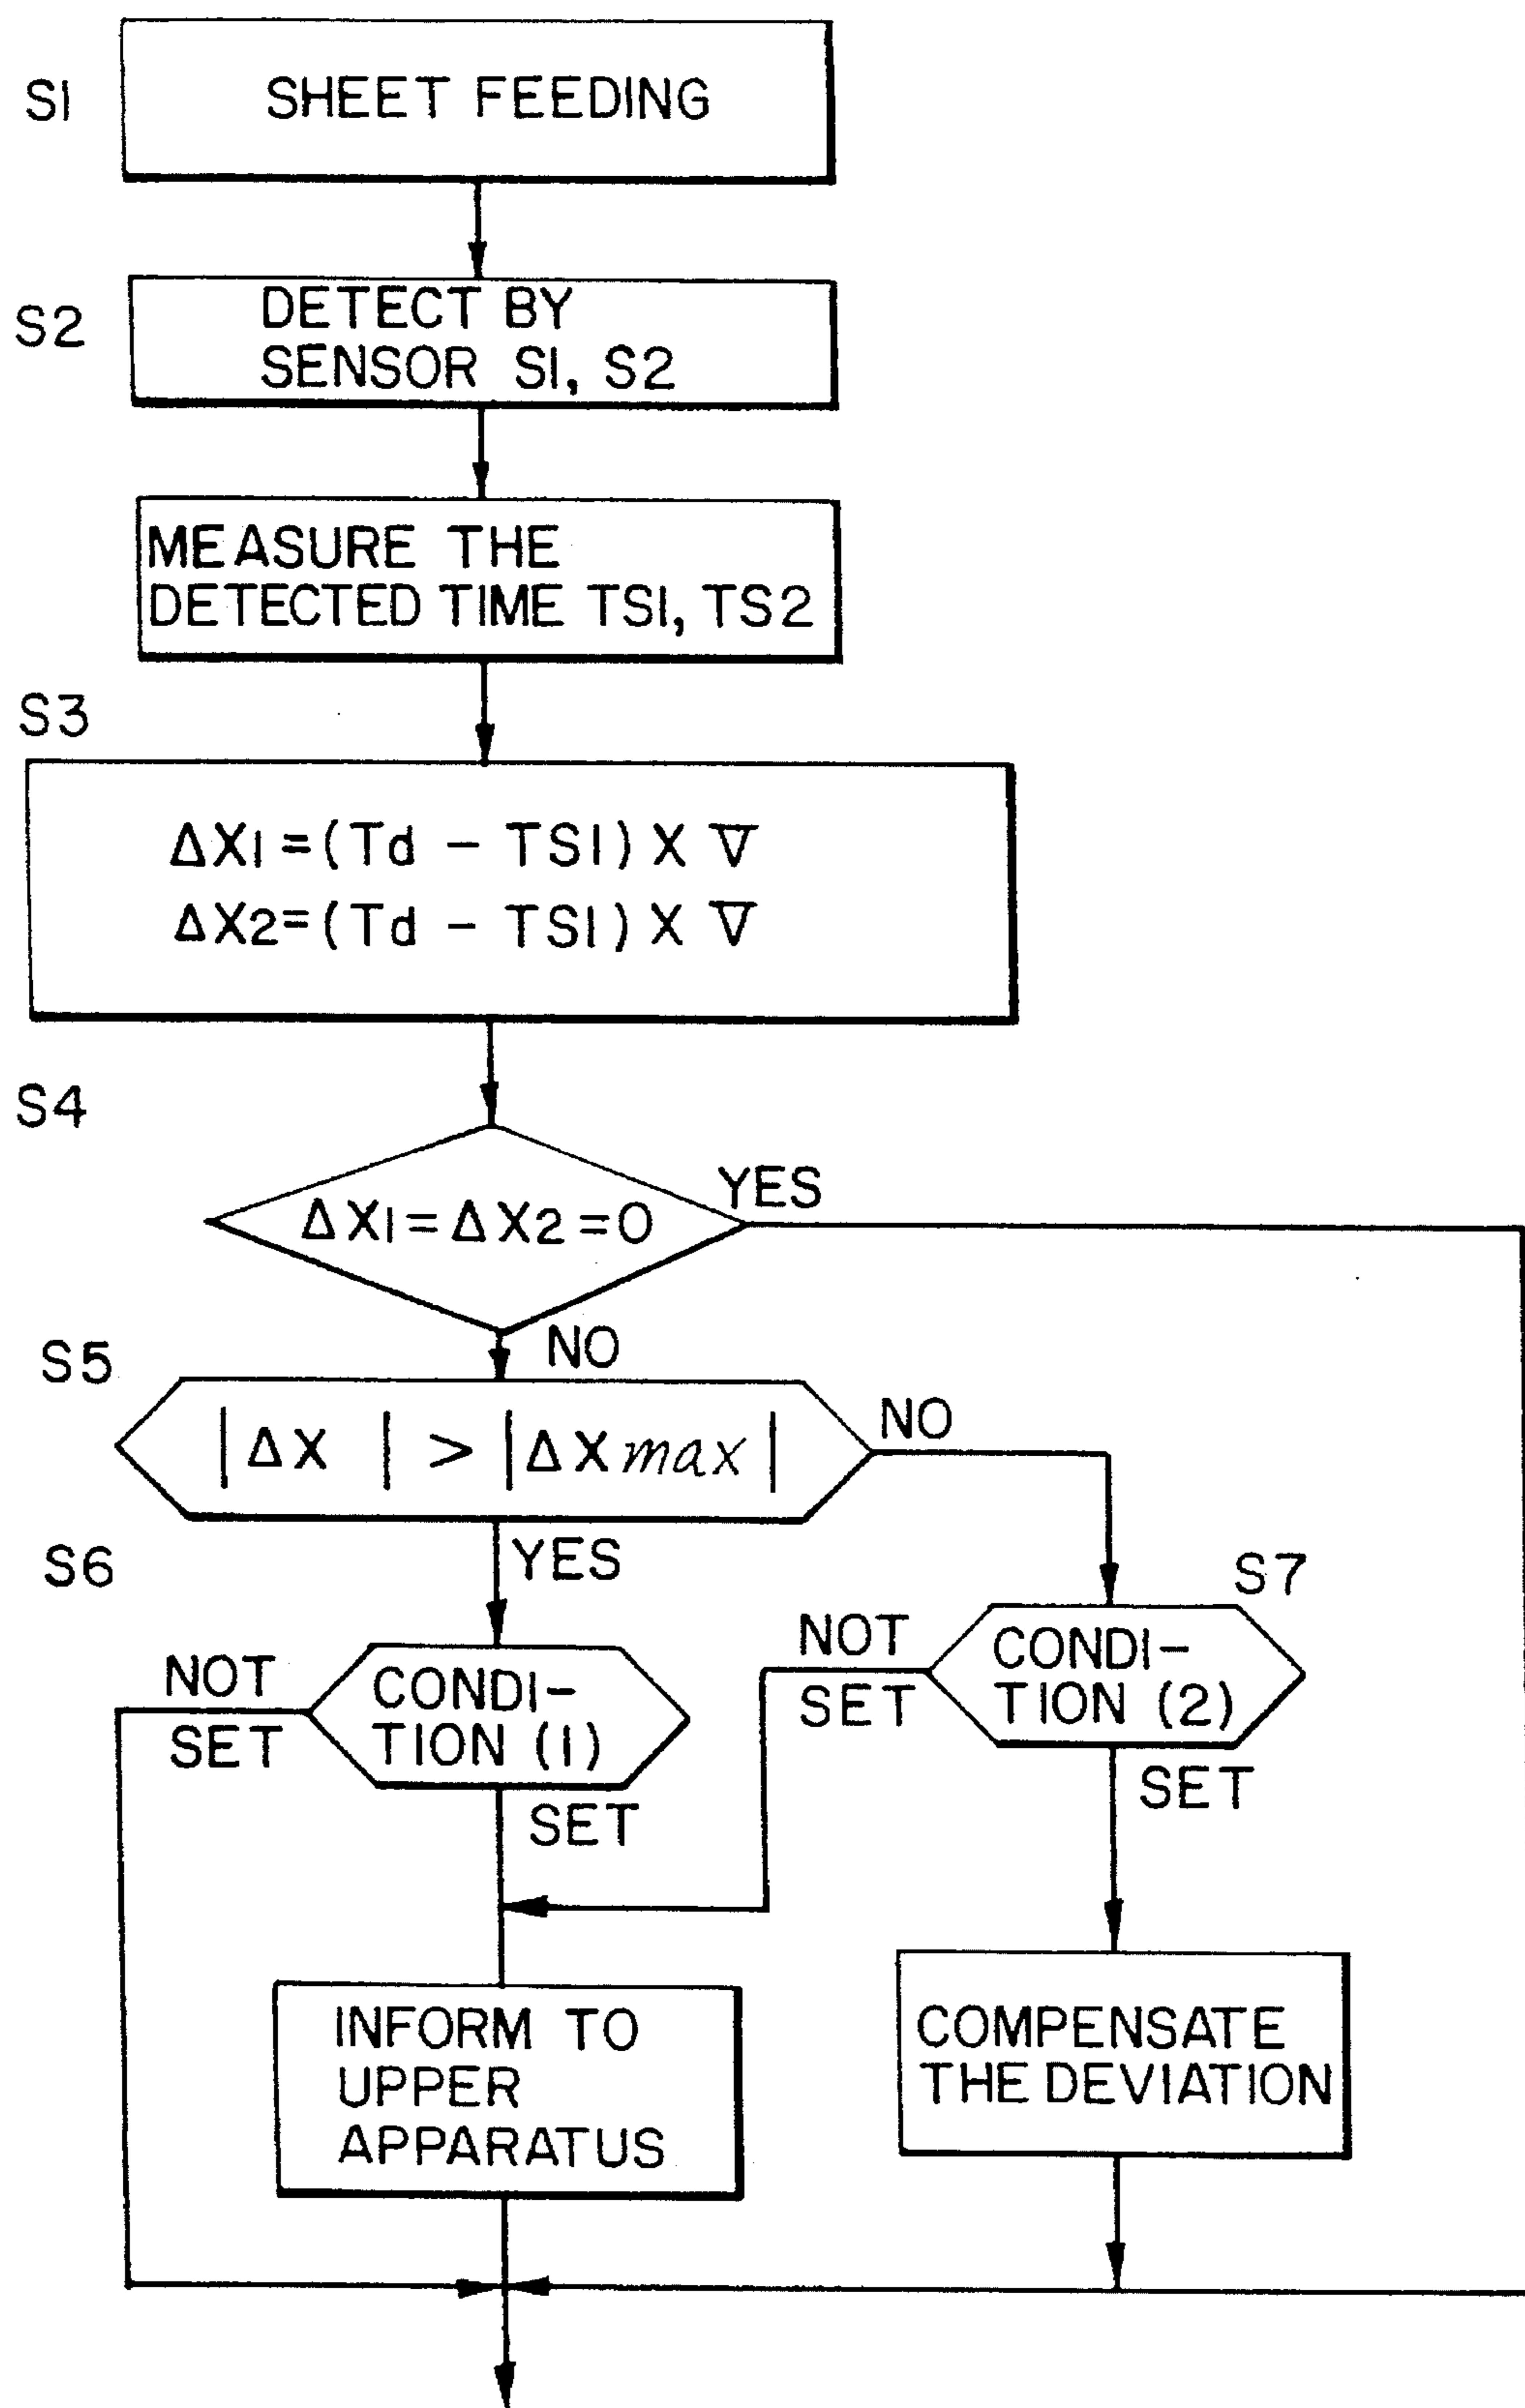 S1
SHEET FEEDING
S2
DETECT BY
SENSOR S1, S2
MEASURE THE
DETECTED TIME TS1, TS2
S3
ΔX1=(Td - TS1) X ∇
ΔX2=(Td - TS1) X ∇
S4
ΔX1=ΔX2=0
YES
NO
S5
|ΔX | > |ΔX max|
NO
YES
S6
S7
NOT
SET
CONDI-
TION (1)
SET
NOT
SET
CONDI-
TION (2)
SET
INFORM TO
UPPER
APPARATUS
COMPENSATE
THE DEVIATION